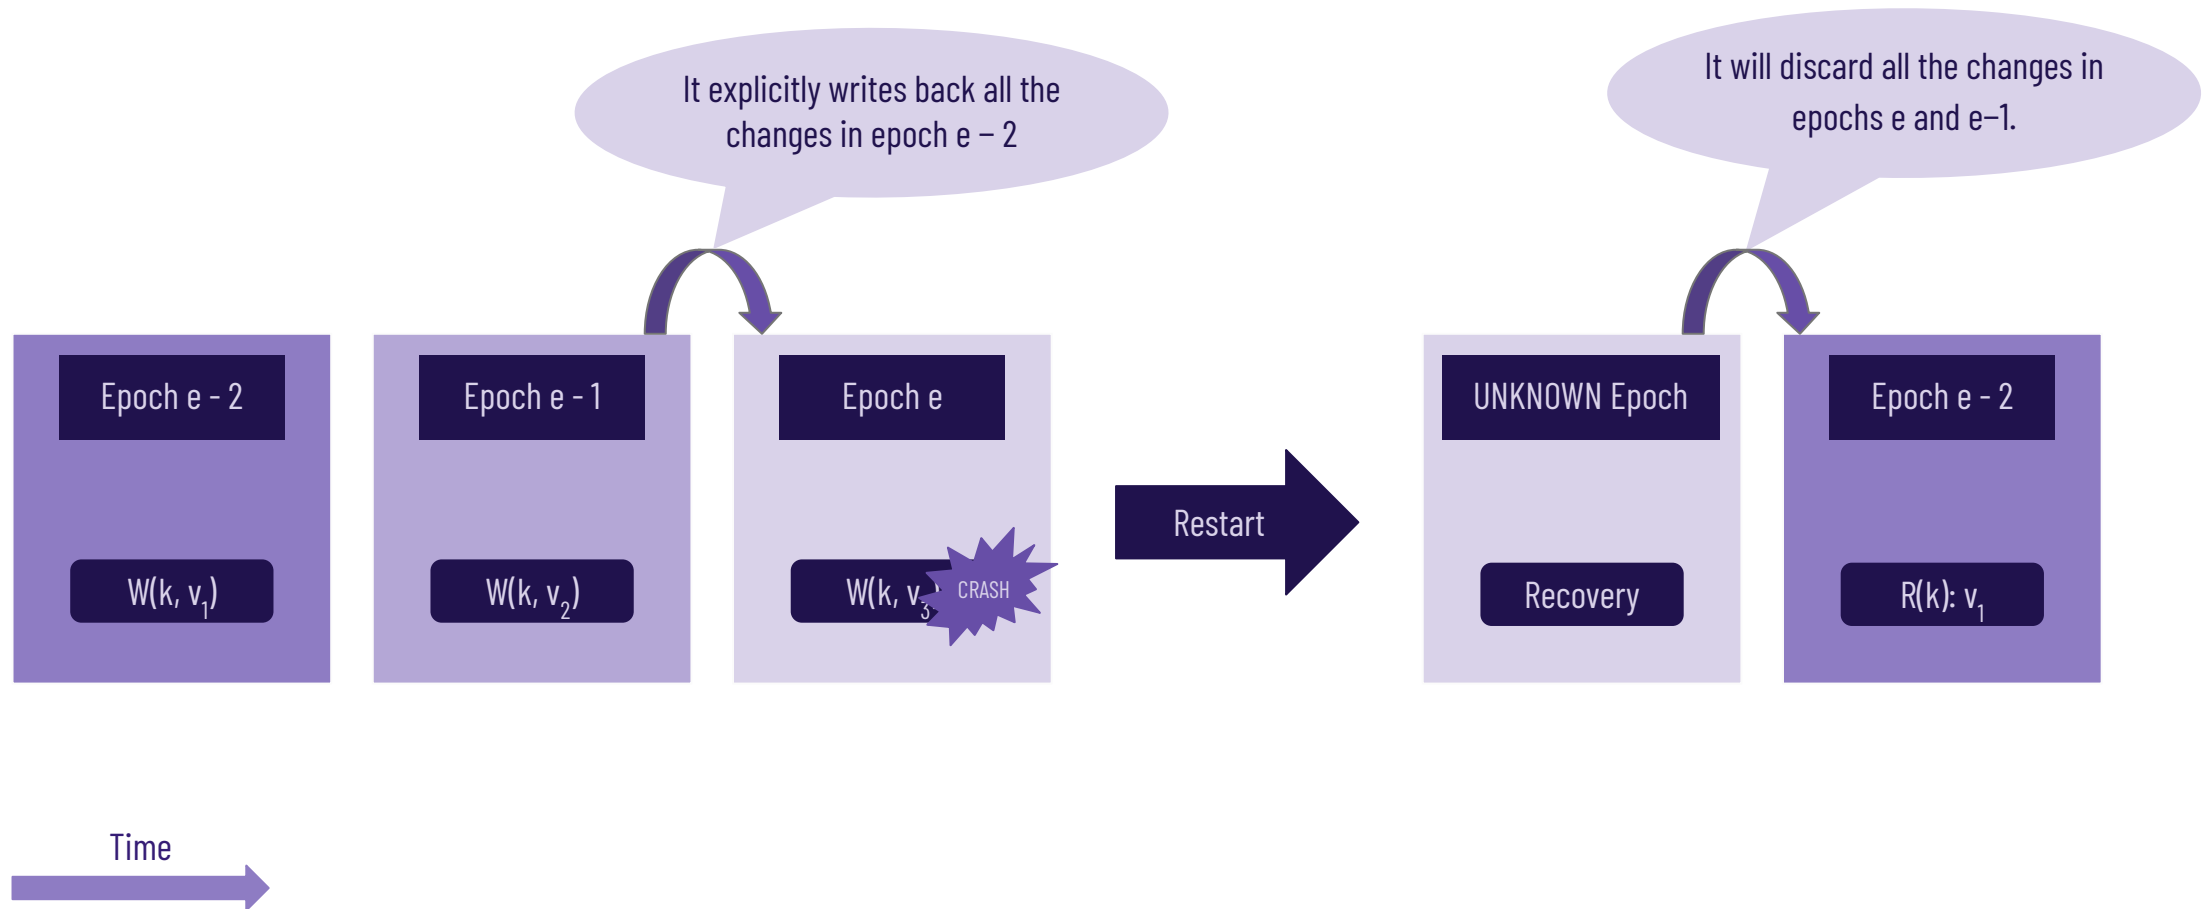 It explicitly writes back all the
changes in epoch e – 2
It will discard all the changes in
epochs e and e−1.
Epoch e - 2
Epoch e - 1
Epoch e
UNKNOWN Epoch
Epoch e - 2
Restart
W(k, v₁)
W(k, v₂)
W(k, v₃)
CRASH
Recovery
R(k): v₁
Time